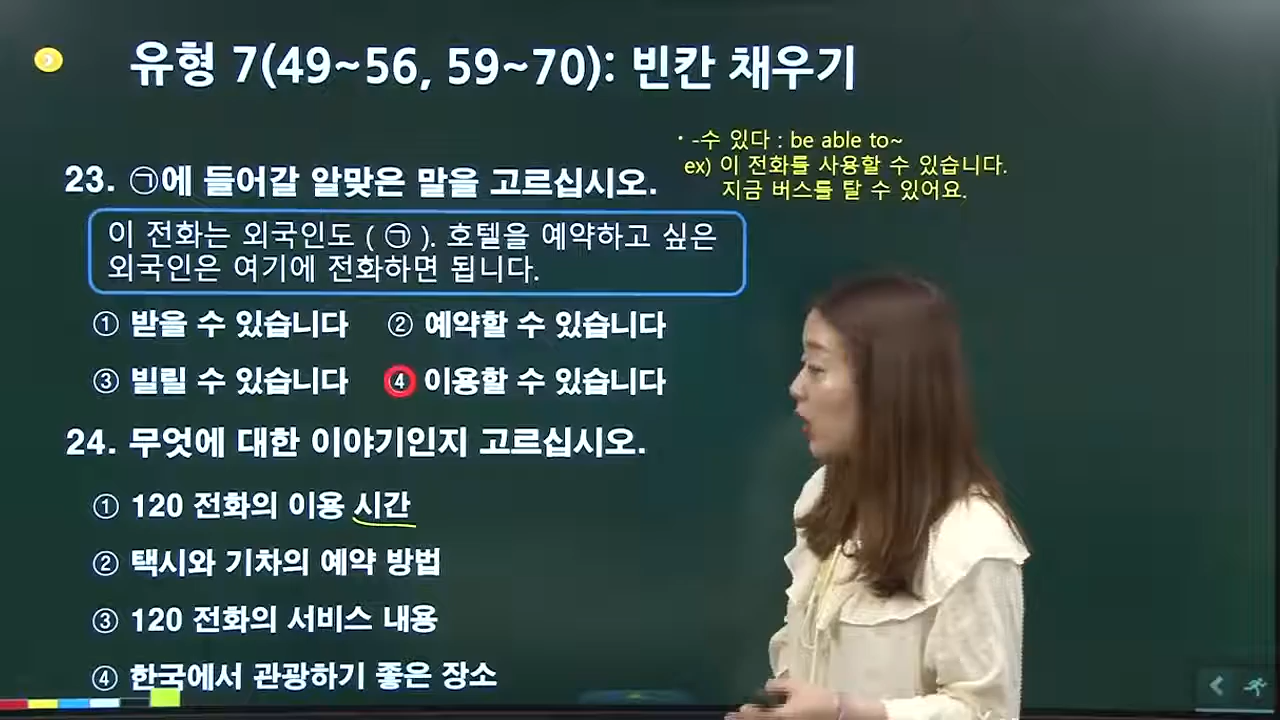 유형 7(49~56, 59~70): 빈칸 채우기
· -수 있다 : be able to~
ex) 이 전화를 사용할 수 있습니다.
지금 버스를 탈 수 있어요.
23. ㉠에 들어갈 알맞은 말을 고르십시오.
이 전화는 외국인도 ( ㉠ ). 호텔을 예약하고 싶은
외국인은 여기에 전화하면 됩니다.
① 받을 수 있습니다 ② 예약할 수 있습니다
③ 빌릴 수 있습니다 ④ 이용할 수 있습니다
24. 무엇에 대한 이야기인지 고르십시오.
① 120 전화의 이용 시간
② 택시와 기차의 예약 방법
③ 120 전화의 서비스 내용
④ 한국에서 관광하기 좋은 장소